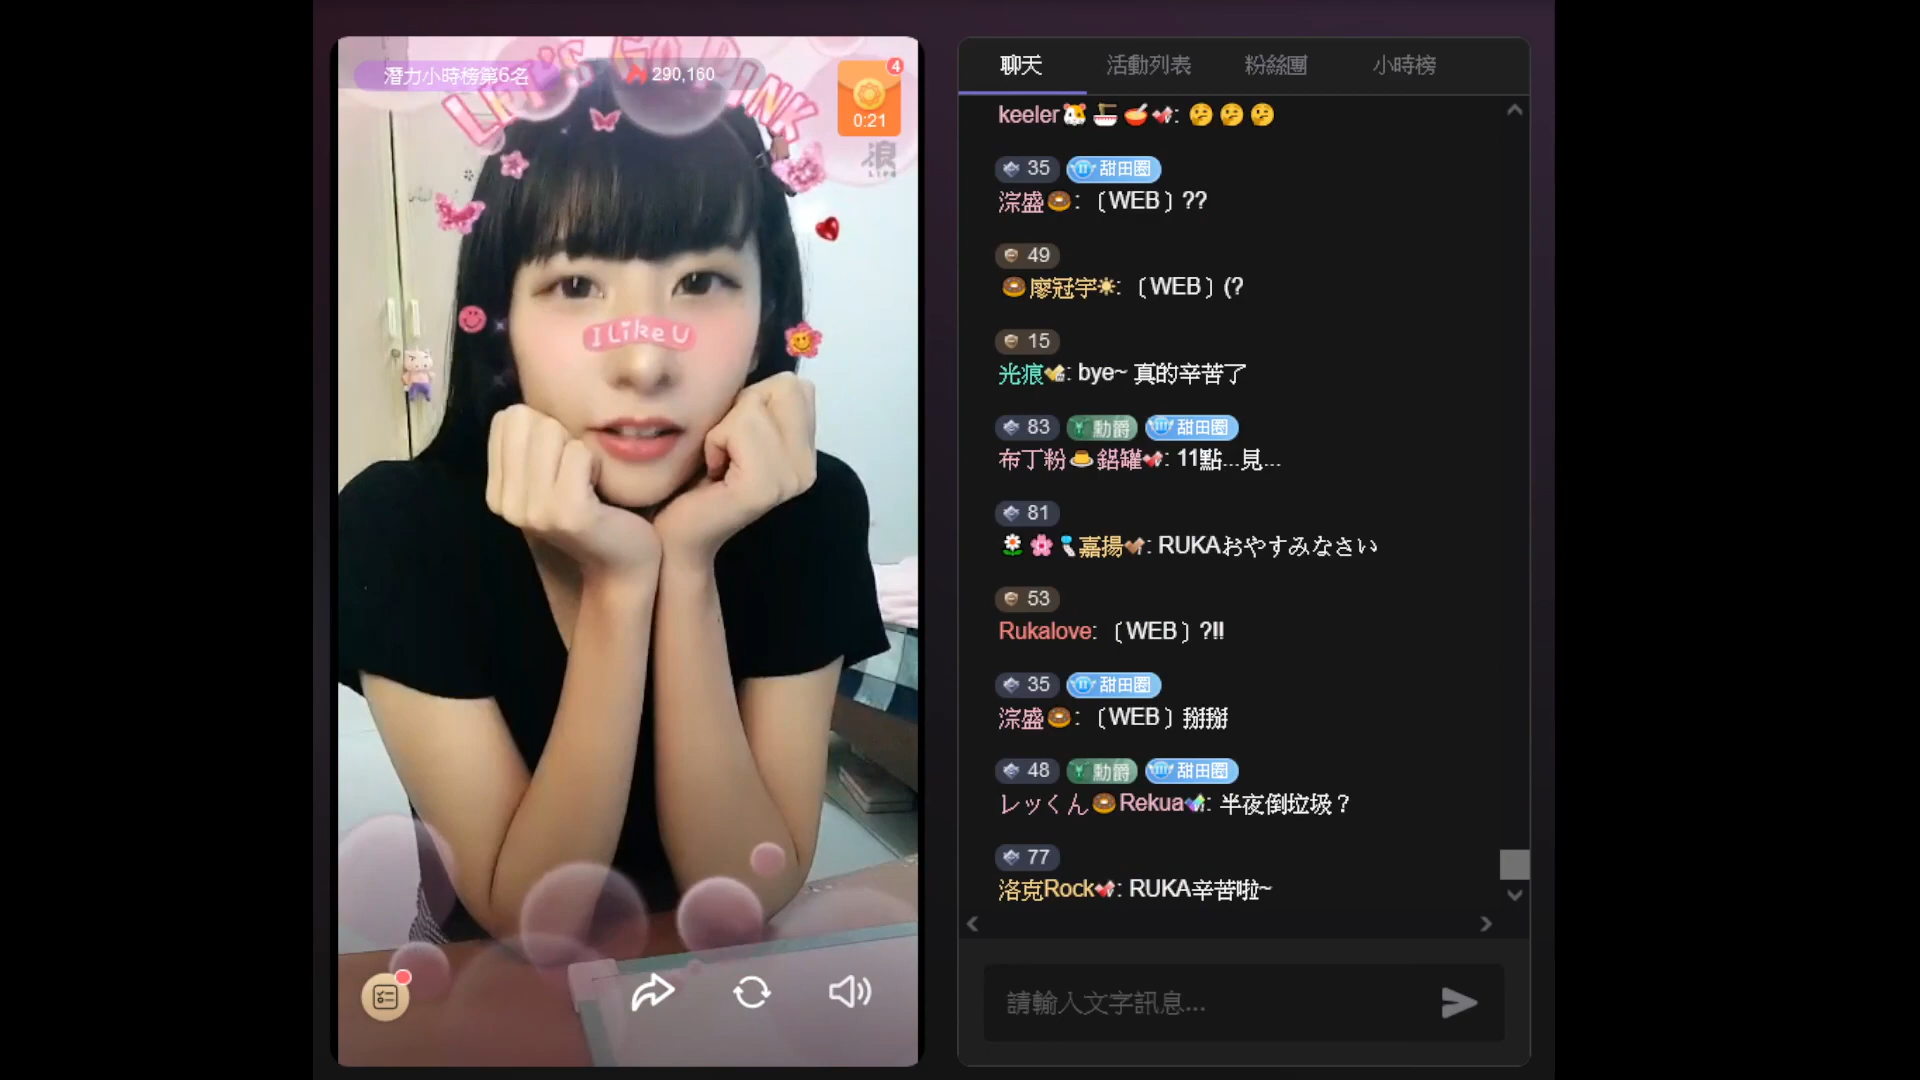 LET'S GO PINK
潛力小時榜第6名
290,160
4
0:21
浪
LIVE
I Like U
聊天 活動列表 粉絲團 小時榜
keeler🐹🍜🥣: 🤔🤔🤔
35 甜田圈
淙盛🍩: 〔WEB〕??
49
🍩廖冠宇☀: 〔WEB〕(?
15
光痕: bye~ 真的辛苦了
83 勳爵 甜田圈
布丁粉🍮鋁罐: 11點...見...
81
🌼🌸嘉揚: RUKAおやすみなさい
53
Rukalove: 〔WEB〕?!!
35 甜田圈
淙盛🍩: 〔WEB〕掰掰
48 勳爵 甜田圈
レッくん🍩Rekua: 半夜倒垃圾？
77
洛克Rock: RUKA辛苦啦~
請輸入文字訊息...